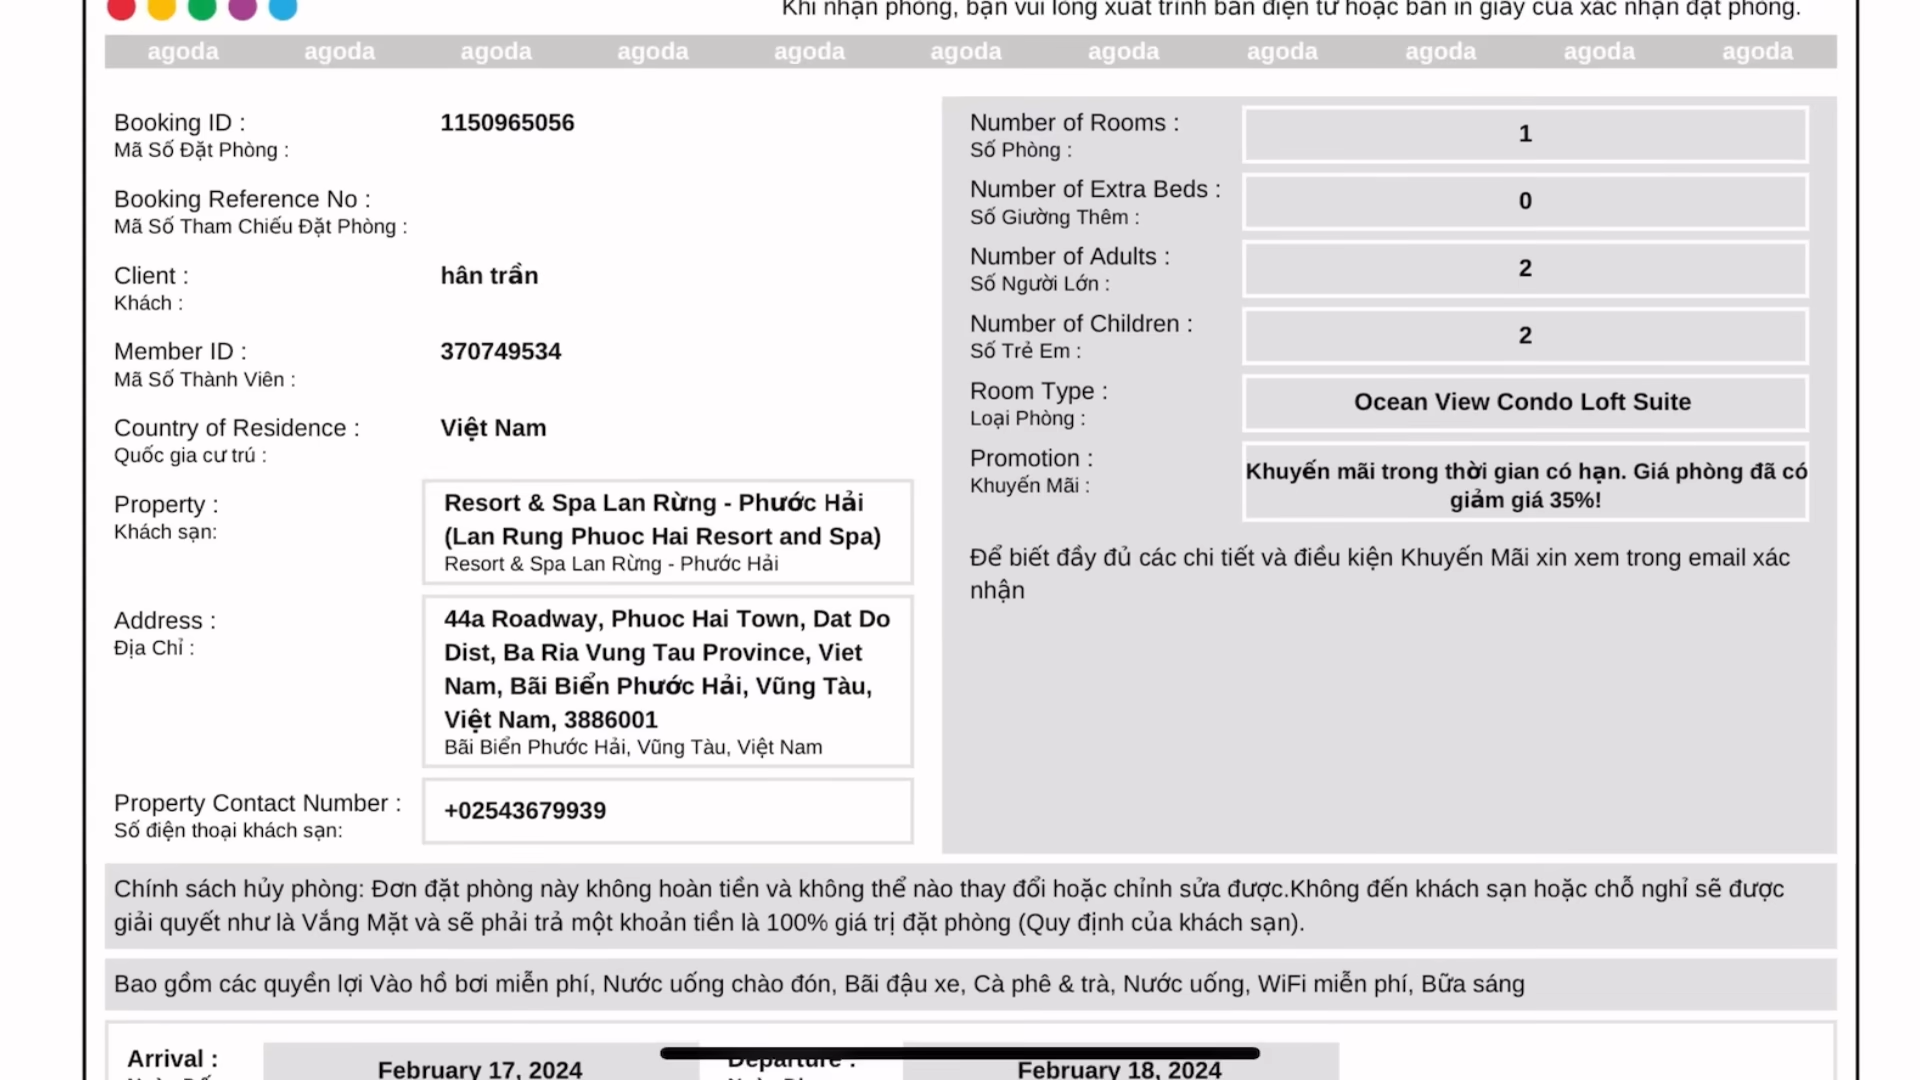 Khi nhận phòng, bạn vui lòng xuất trình bản điện tử hoặc bản in giấy của xác nhận đặt phòng.
agoda agoda agoda agoda agoda agoda agoda agoda agoda agoda agoda
Booking ID : 1150965056
Mã Số Đặt Phòng :
Booking Reference No :
Mã Số Tham Chiếu Đặt Phòng :
Client : hân trần
Khách :
Member ID : 370749534
Mã Số Thành Viên :
Country of Residence : Việt Nam
Quốc gia cư trú :
Property :
Khách sạn:
Resort & Spa Lan Rừng - Phước Hải
(Lan Rung Phuoc Hai Resort and Spa)
Resort & Spa Lan Rừng - Phước Hải
Address :
Địa Chỉ :
44a Roadway, Phuoc Hai Town, Dat Do
Dist, Ba Ria Vung Tau Province, Viet
Nam, Bãi Biển Phước Hải, Vũng Tàu,
Việt Nam, 3886001
Bãi Biển Phước Hải, Vũng Tàu, Việt Nam
Property Contact Number :
Số điện thoại khách sạn:
+02543679939
Number of Rooms :
Số Phòng :
1
Number of Extra Beds :
Số Giường Thêm :
0
Number of Adults :
Số Người Lớn :
2
Number of Children :
Số Trẻ Em :
2
Room Type :
Loại Phòng :
Ocean View Condo Loft Suite
Promotion :
Khuyến Mãi :
Khuyến mãi trong thời gian có hạn. Giá phòng đã có
giảm giá 35%!
Để biết đầy đủ các chi tiết và điều kiện Khuyến Mãi xin xem trong email xác
nhận
Chính sách hủy phòng: Đơn đặt phòng này không hoàn tiền và không thể nào thay đổi hoặc chỉnh sửa được.Không đến khách sạn hoặc chỗ nghỉ sẽ được
giải quyết như là Vắng Mặt và sẽ phải trả một khoản tiền là 100% giá trị đặt phòng (Quy định của khách sạn).
Bao gồm các quyền lợi Vào hồ bơi miễn phí, Nước uống chào đón, Bãi đậu xe, Cà phê & trà, Nước uống, WiFi miễn phí, Bữa sáng
Arrival : February 17, 2024 Departure : February 18, 2024